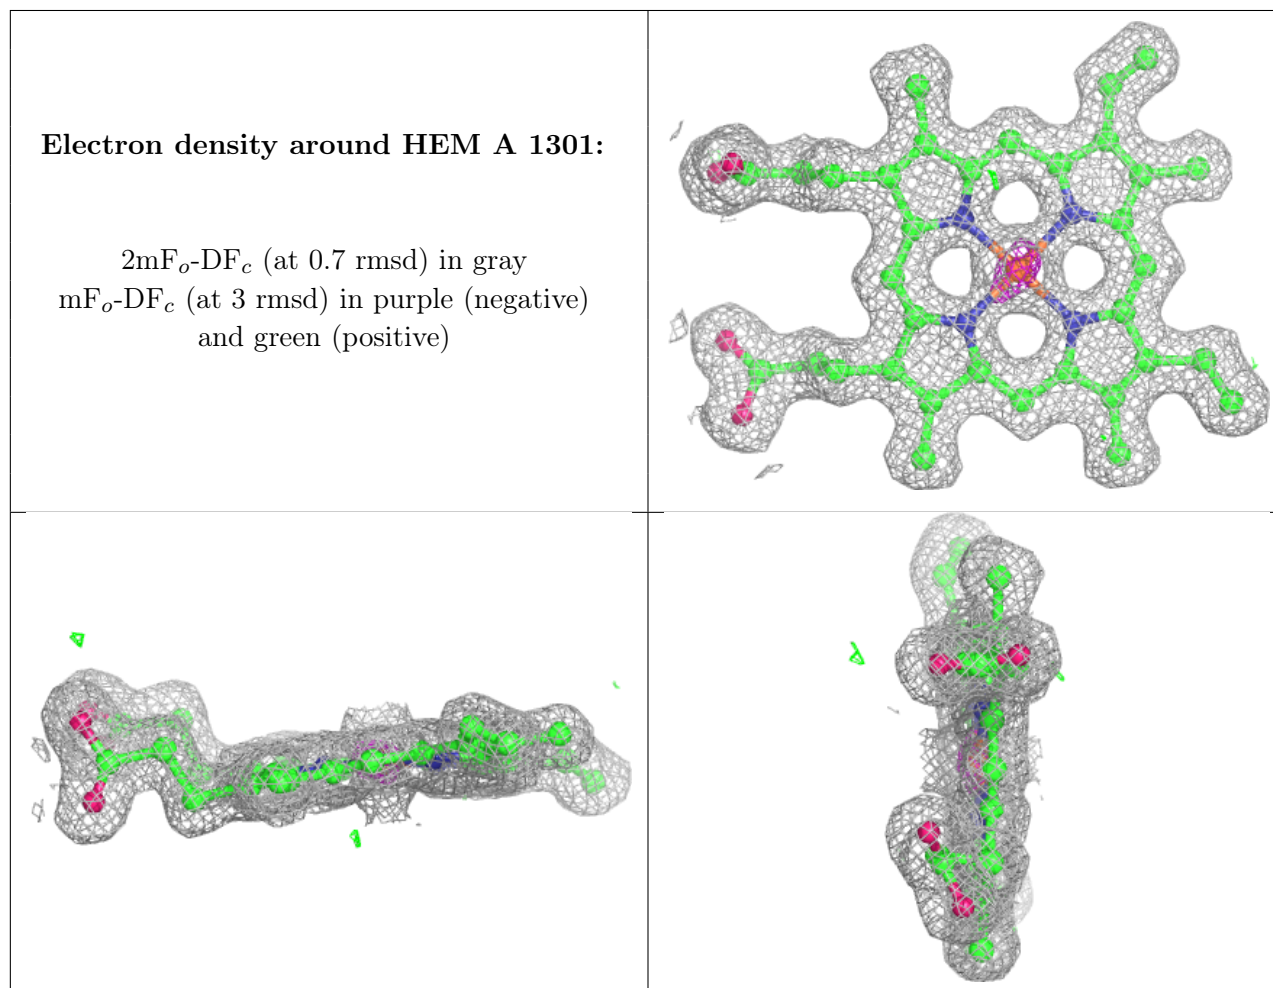 Electron density around HEM A 1301:
2mFo-DFc (at 0.7 rmsd) in gray
mFo-DFc (at 3 rmsd) in purple (negative)
and green (positive)